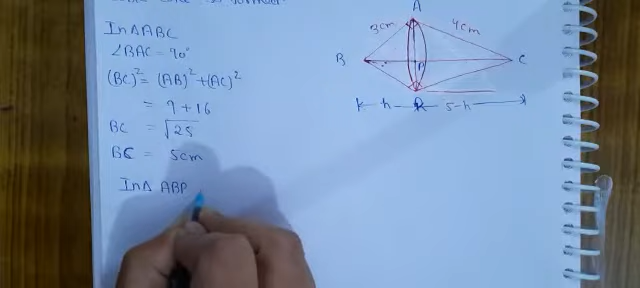 In △ ABC
∠BAC = 90°
(BC)² = (AB)² + (AC)²
= 9 + 16
BC = √25
BC = 5cm
In △ ABP
A
3cm
4cm
B
C
h
5-h